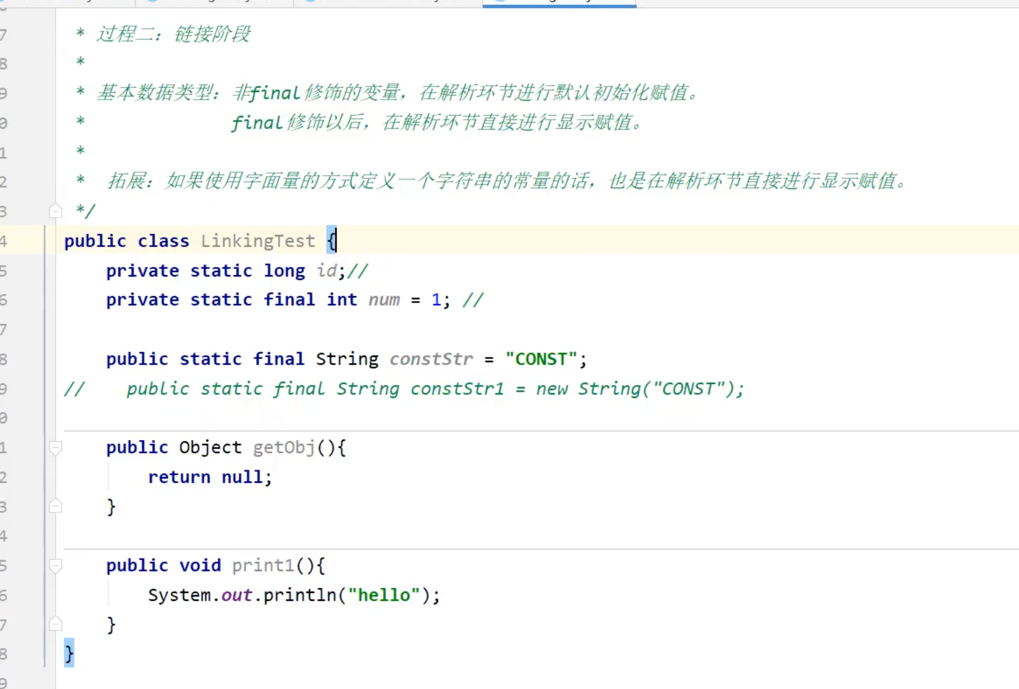 7 * 过程二：链接阶段
8 *
9 * 基本数据类型：非final修饰的变量，在解析环节进行默认初始化赋值。
0 * final修饰以后，在解析环节直接进行显示赋值。
1 *
2 * 拓展：如果使用字面量的方式定义一个字符串的常量的话，也是在解析环节直接进行显示赋值。
3 */
4 public class LinkingTest {
5 private static long id;//
6 private static final int num = 1; //
7
8 public static final String constStr = "CONST";
9 // public static final String constStr1 = new String("CONST");
0
1 public Object getObj(){
2 return null;
3 }
4
5 public void print1(){
6 System.out.println("hello");
7 }
8 }
9